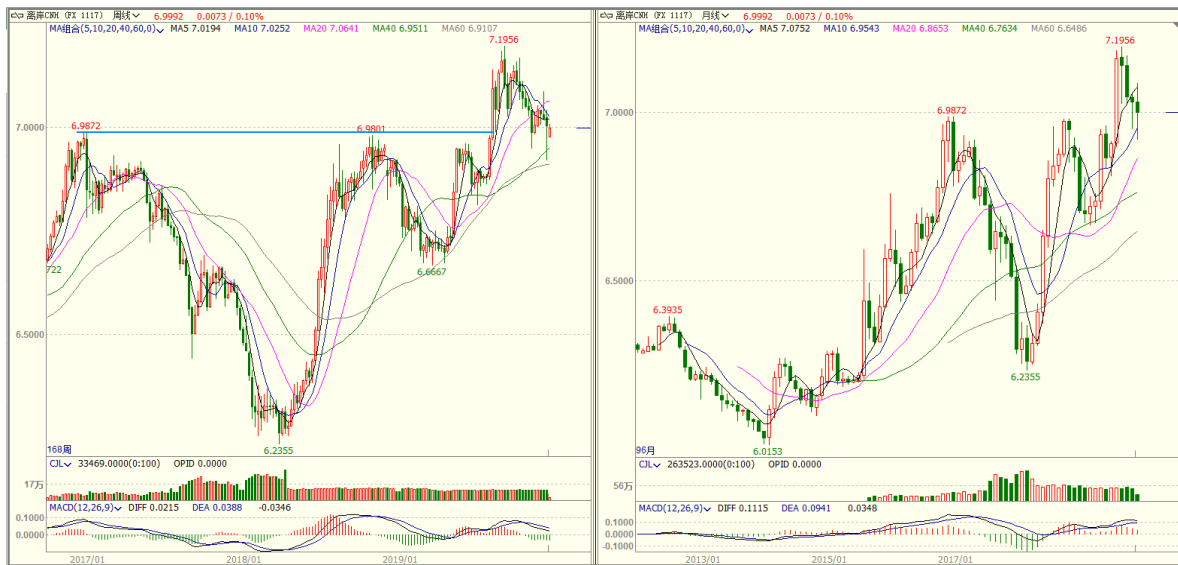 离岸CNH (FX 1117) 周线 6.9992 0.0073 / 0.10%
MA组合(5,10,20,40,60,0) MA5 7.0194 MA10 7.0252 MA20 7.0641 MA40 6.9511 MA60 6.9107
7.1956
7.0000
6.9872
6.9801
722
6.6667
6.5000
6.2355
168周
CJL 33469.0000(0:100) OPID 0.0000
17万
MACD(12,26,9) DIFF 0.0215 DEA 0.0388 -0.0346
0.1000
0.0000
2017/01 2018/01 2019/01
离岸CNH (FX 1117) 月线 6.9992 0.0073 / 0.10%
MA组合(5,10,20,40,60,0) MA5 7.0752 MA10 6.9543 MA20 6.8653 MA40 6.7634 MA60 6.6486
7.1956
7.0000
6.9872
6.5000
6.3935
6.2355
6.0153
96月
CJL 263523.0000(0:100) OPID 0.0000
56万
MACD(12,26,9) DIFF 0.1115 DEA 0.0941 0.0348
0.1000
0.0000
-0.1000
2013/01 2015/01 2017/01